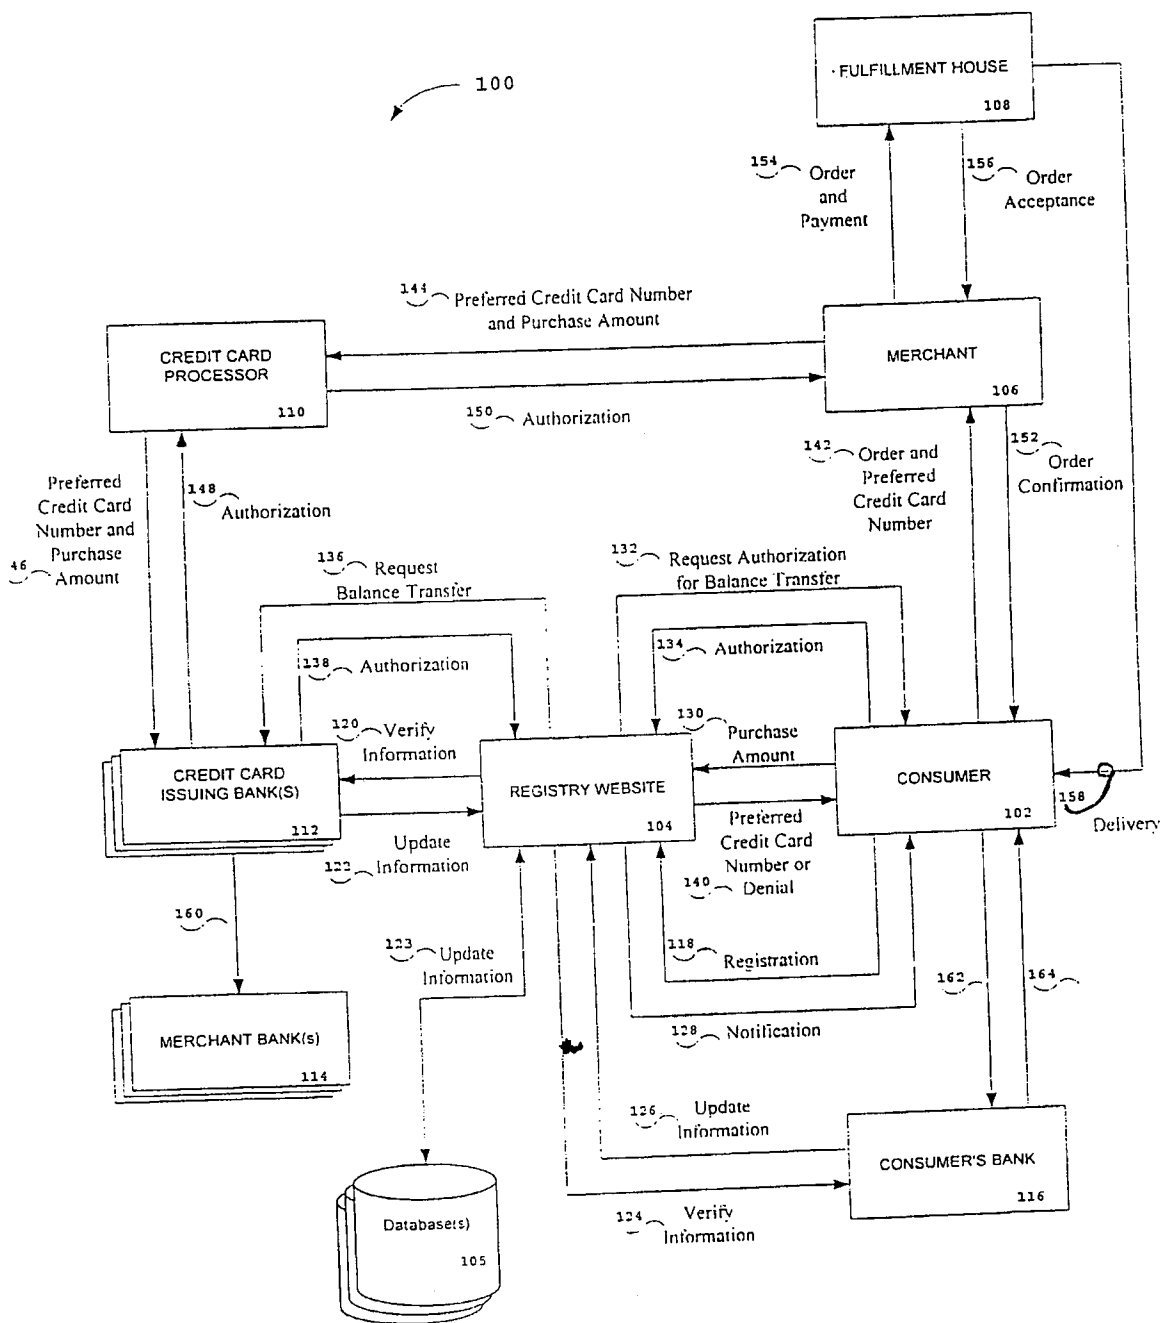 100
FULFILLMENT HOUSE
108
154 Order
and
Payment
156 Order
Acceptance
144 Preferred Credit Card Number
and Purchase Amount
CREDIT CARD
PROCESSOR
110
MERCHANT
106
150 Authorization
Preferred
Credit Card
Number and
Purchase
46 Amount
148
Authorization
142 Order and
Preferred
Credit Card
Number
152
Order
Confirmation
136 Request
Balance Transfer
132 Request Authorization
for Balance Transfer
138 Authorization
134 Authorization
120 Verify
Information
130
Purchase
Amount
CREDIT CARD
ISSUING BANK(S)
112
REGISTRY WEBSITE
104
CONSUMER
102
158
Delivery
Update
122 Information
Preferred
Credit Card
Number or
140 Denial
160
123 Update
Information
118 Registration
162
164
128 Notification
MERCHANT BANK(s)
114
126 Update
Information
CONSUMER'S BANK
116
124 Verify
Information
Database(s)
105